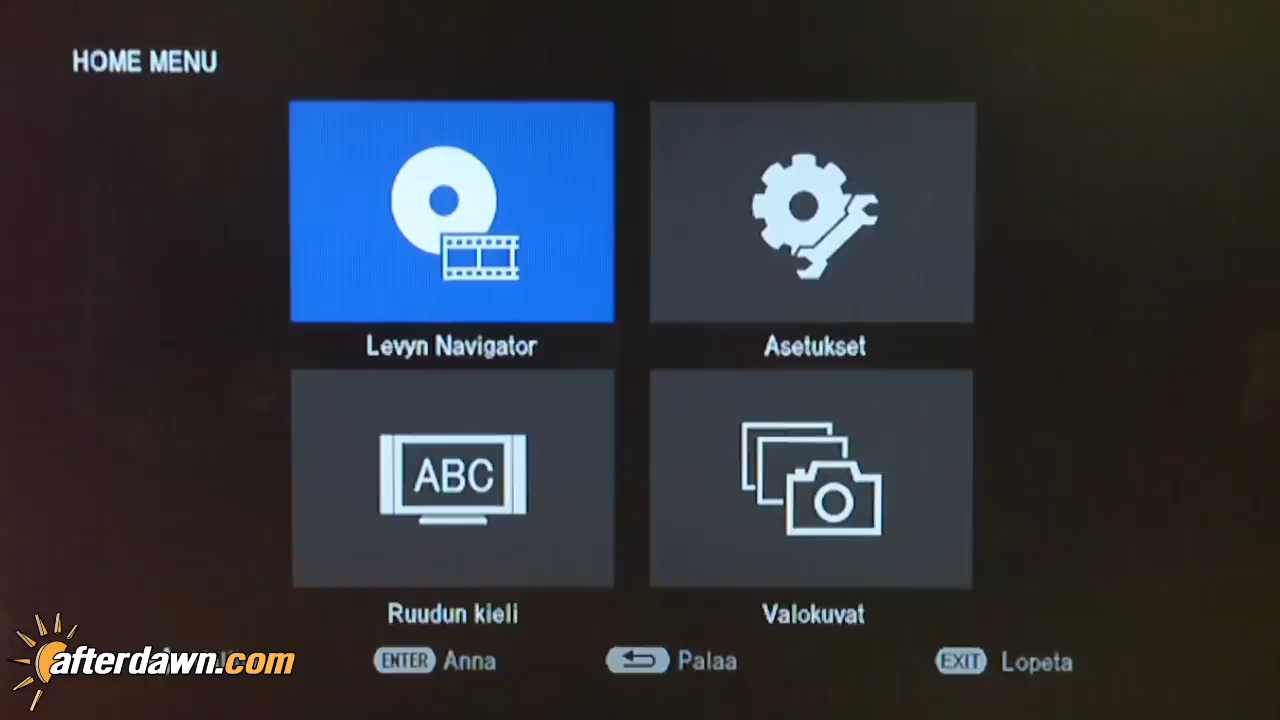 HOME MENU
Levyn Navigator
Asetukset
ABC
Ruudun kieli
Valokuvat
ENTER Anna
Palaa
EXIT Lopeta
afterdawn.com